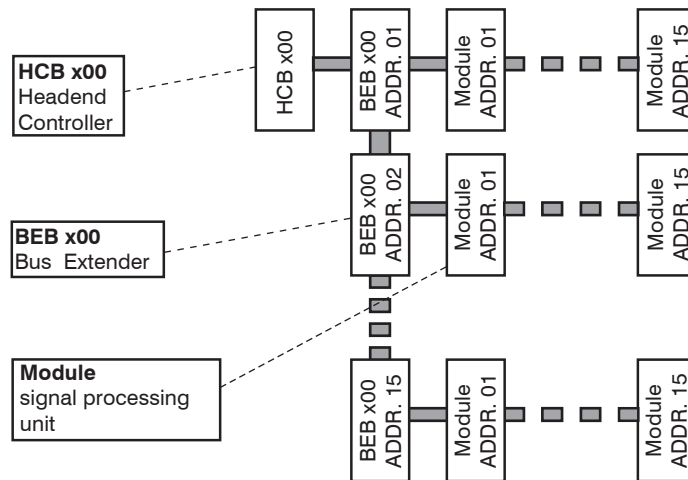 HCB x00
BEB x00
ADDR. 01
Module
ADDR. 01
Module
ADDR. 15
HCB x00
Headend
Controller
BEB x00
ADDR. 02
Module
ADDR. 01
Module
ADDR. 15
BEB x00
Bus Extender
Module
signal processing
unit
BEB x00
ADDR. 15
Module
ADDR. 01
Module
ADDR. 15